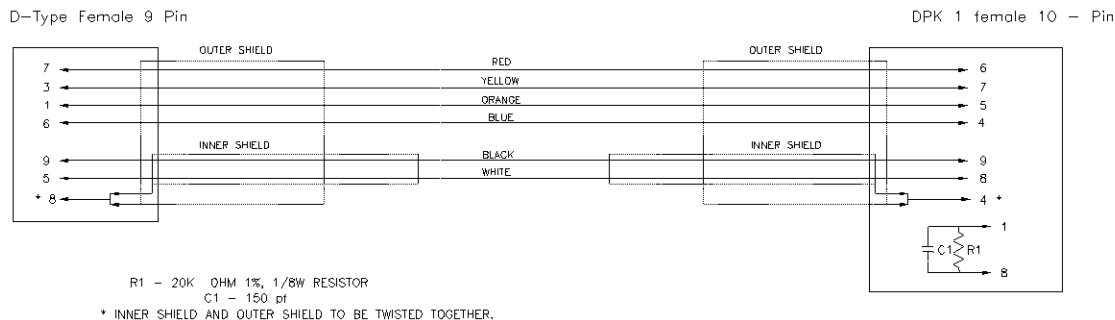 D-Type Female 9 Pin DPK 1 female 10 - Pin
OUTER SHIELD OUTER SHIELD
7 RED 6
3 YELLOW 7
1 ORANGE 5
6 BLUE 4
INNER SHIELD INNER SHIELD
9 BLACK 9
5 WHITE 8
* 8 4 *
1
C1 R1
8
R1 - 20K OHM 1%, 1/8W RESISTOR
C1 - 150 pf
* INNER SHIELD AND OUTER SHIELD TO BE TWISTED TOGETHER.